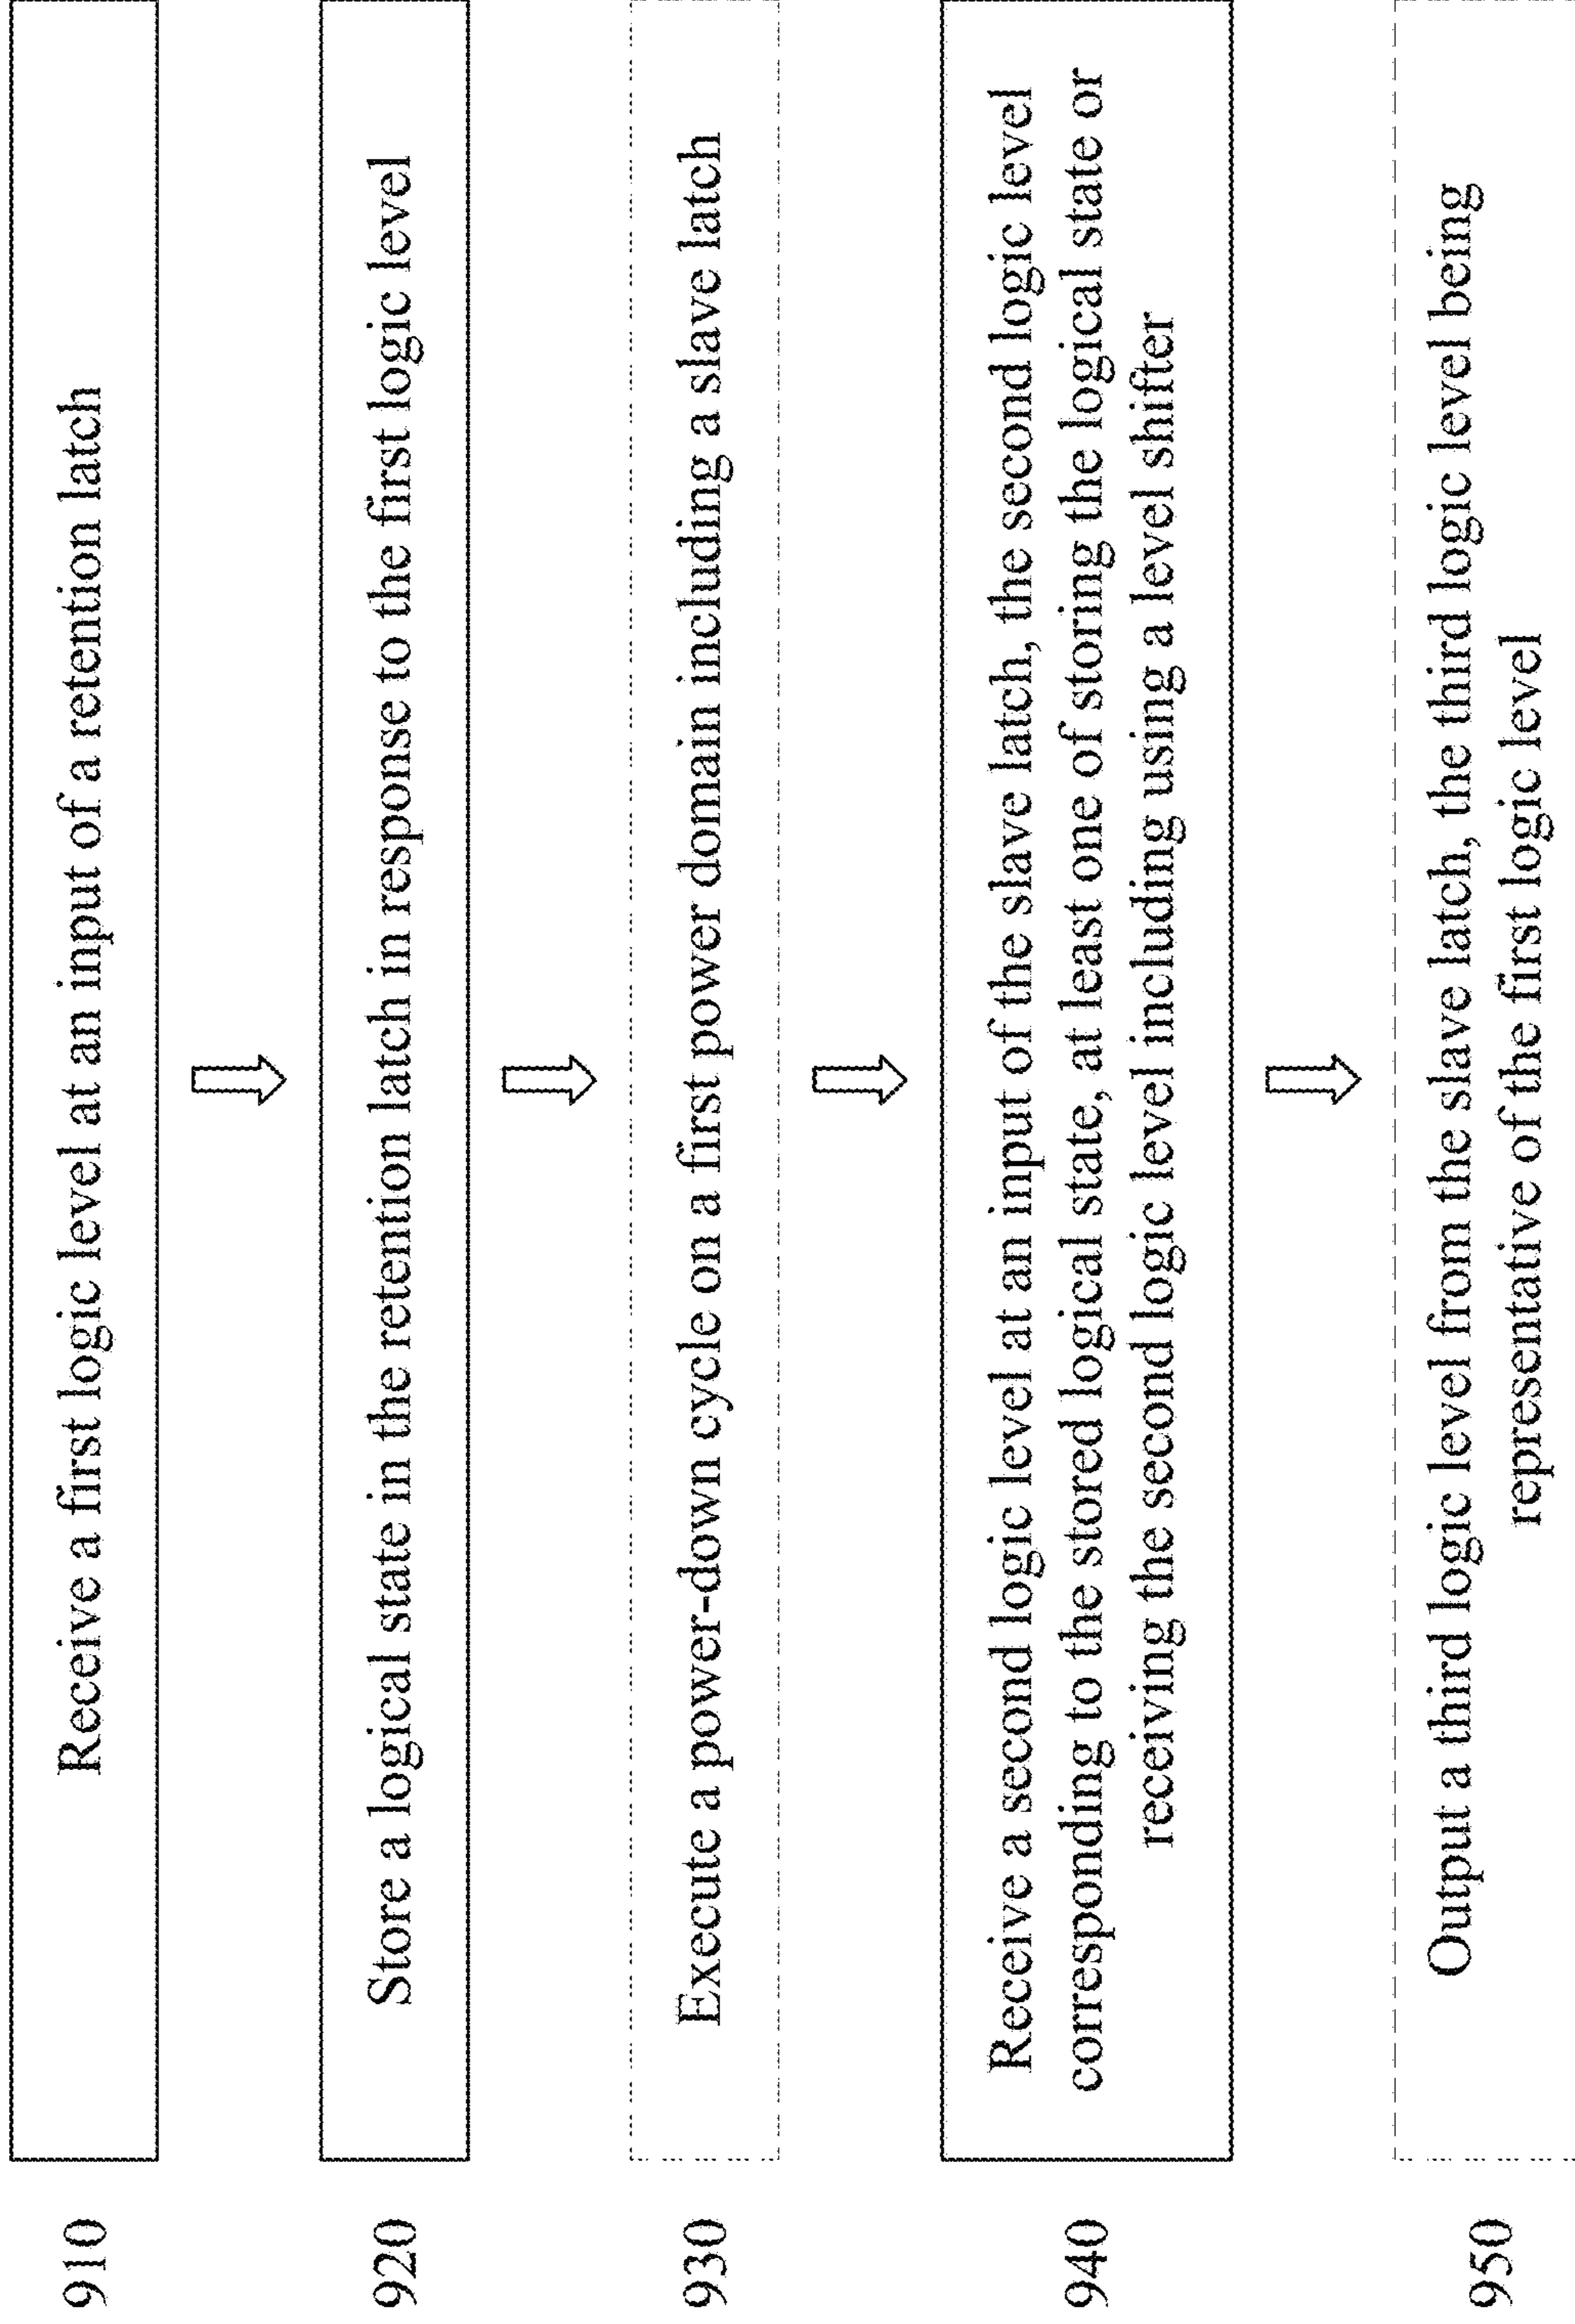 910
Receive a first logic level at an input of a retention latch
920
Store a logical state in the retention latch in response to the first logic level
930
Execute a power-down cycle on a first power domain including a slave latch
940
Receive a second logic level at an input of the slave latch, the second logic level
corresponding to the stored logical state, at least one of storing the logical state or
receiving the second logic level including using a level shifter
950
Output a third logic level from the slave latch, the third logic level being
representative of the first logic level